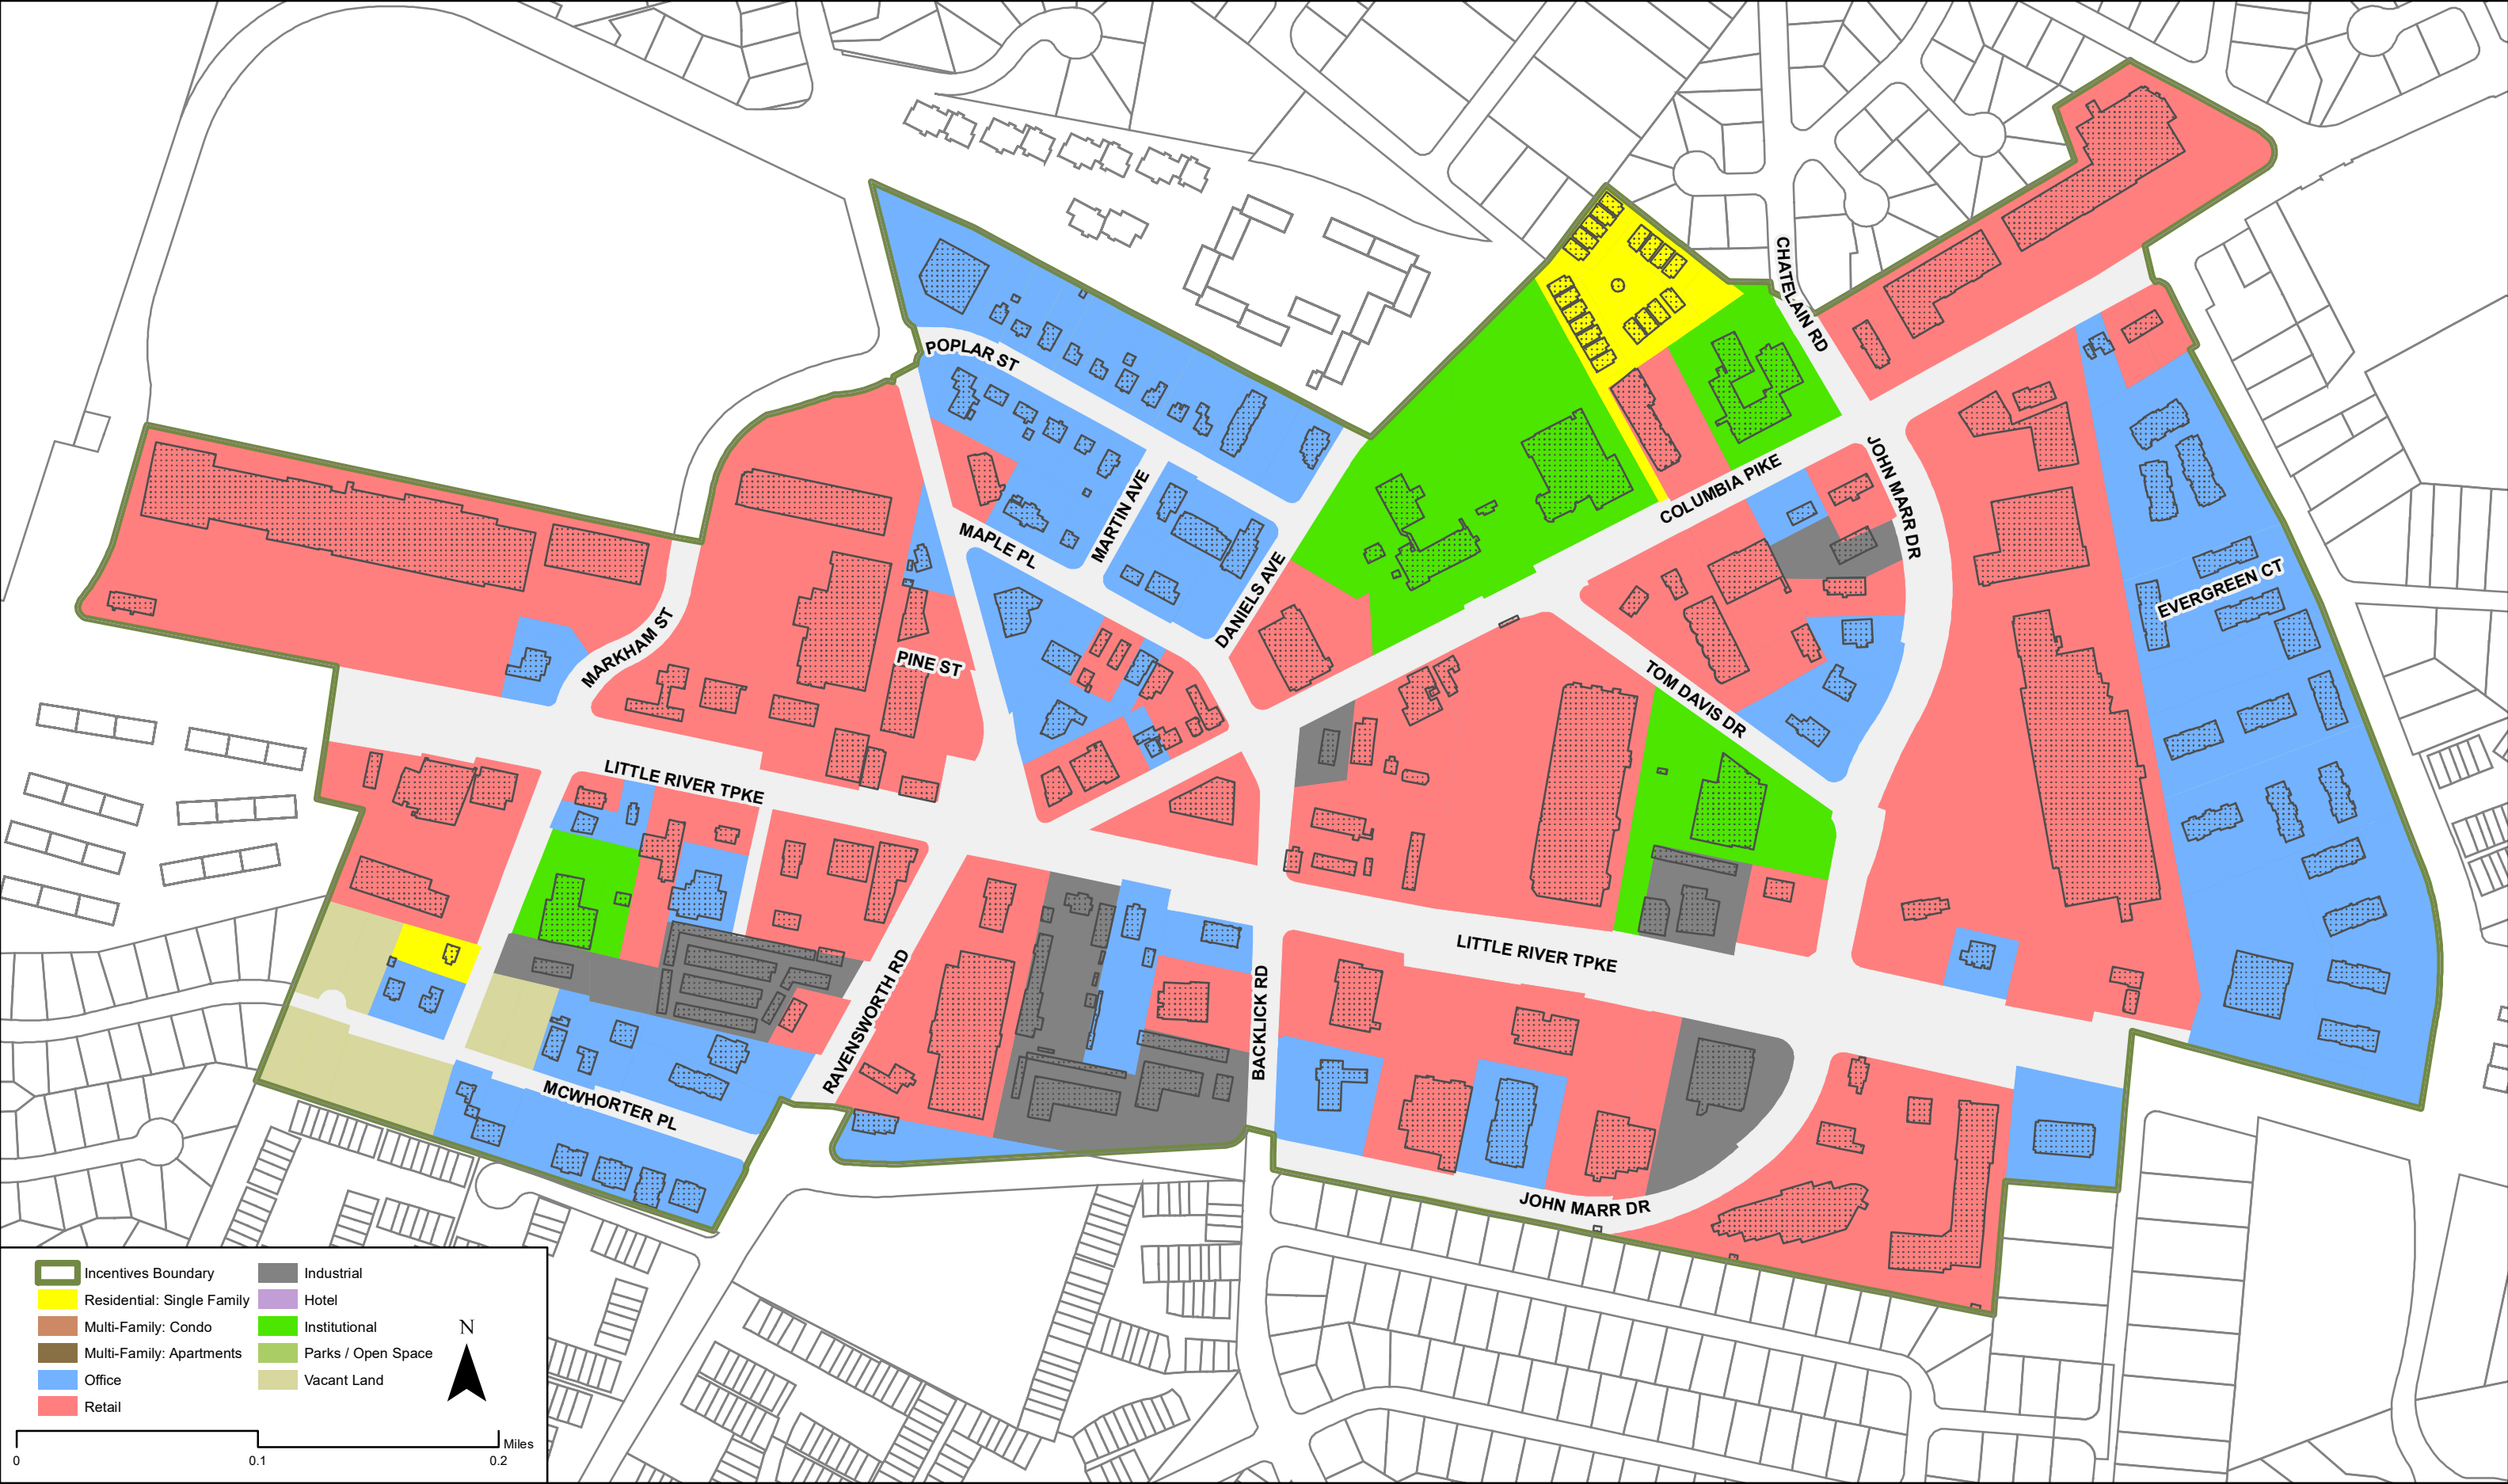 CHATELAIN RD
POPLAR ST
JOHN MARR DR
COLUMBIA PIKE
MARTIN AVE
MAPLE PL
DANIELS AVE
EVERGREEN CT
MARKHAM ST
PINE ST
TOM DAVIS DR
LITTLE RIVER TPKE
LITTLE RIVER TPKE
RAVENSWORTH RD
BACKLICK RD
MCWHORTER PL
JOHN MARR DR
Incentives Boundary
Residential: Single Family
Multi-Family: Condo
Multi-Family: Apartments
Office
Retail
Industrial
Hotel
Institutional
Parks / Open Space
Vacant Land
N
Miles
0
0.1
0.2